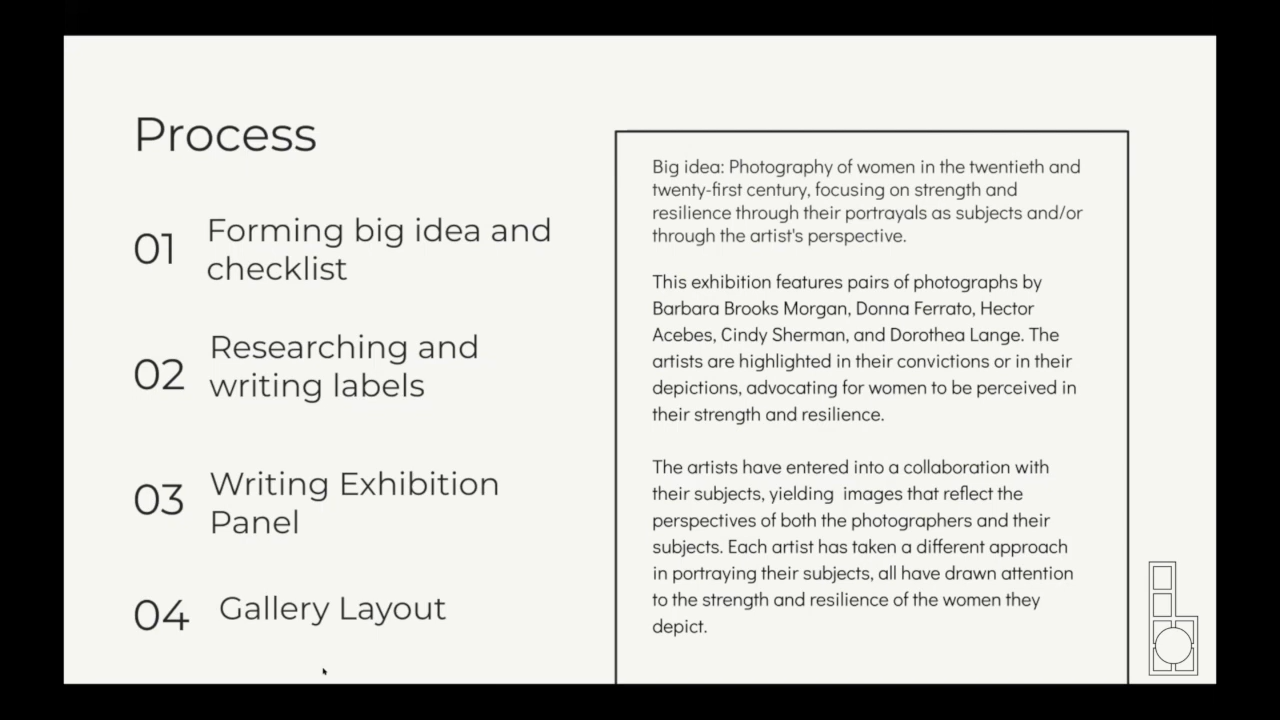 Process
01
Forming big idea and
checklist
02
Researching and
writing labels
03
Writing Exhibition
Panel
04
Gallery Layout
Big idea: Photography of women in the twentieth and
twenty-first century, focusing on strength and
resilience through their portrayals as subjects and/or
through the artist's perspective.
This exhibition features pairs of photographs by
Barbara Brooks Morgan, Donna Ferrato, Hector
Acebes, Cindy Sherman, and Dorothea Lange. The
artists are highlighted in their convictions or in their
depictions, advocating for women to be perceived in
their strength and resilience.
The artists have entered into a collaboration with
their subjects, yielding  images that reflect the
perspectives of both the photographers and their
subjects. Each artist has taken a different approach
in portraying their subjects, all have drawn attention
to the strength and resilience of the women they
depict.